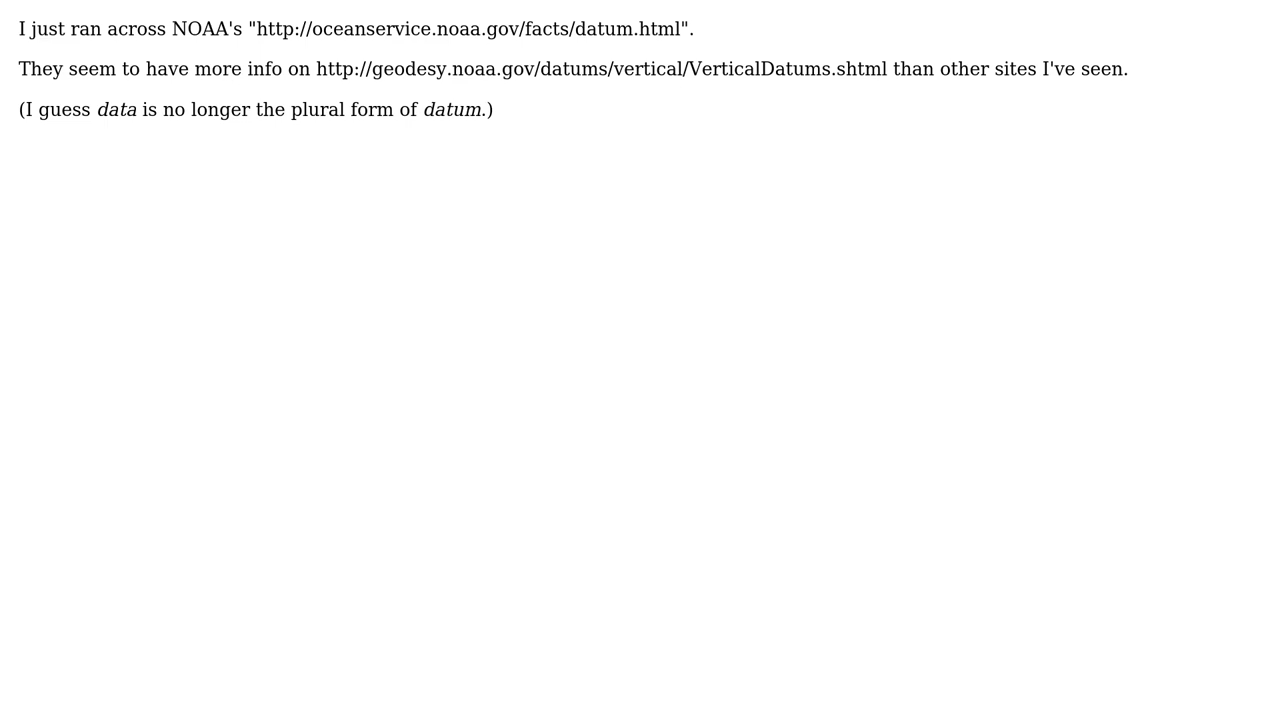 I just ran across NOAA's "http://oceanservice.noaa.gov/facts/datum.html".
They seem to have more info on http://geodesy.noaa.gov/datums/vertical/VerticalDatums.shtml than other sites I've seen.
(I guess data is no longer the plural form of datum.)